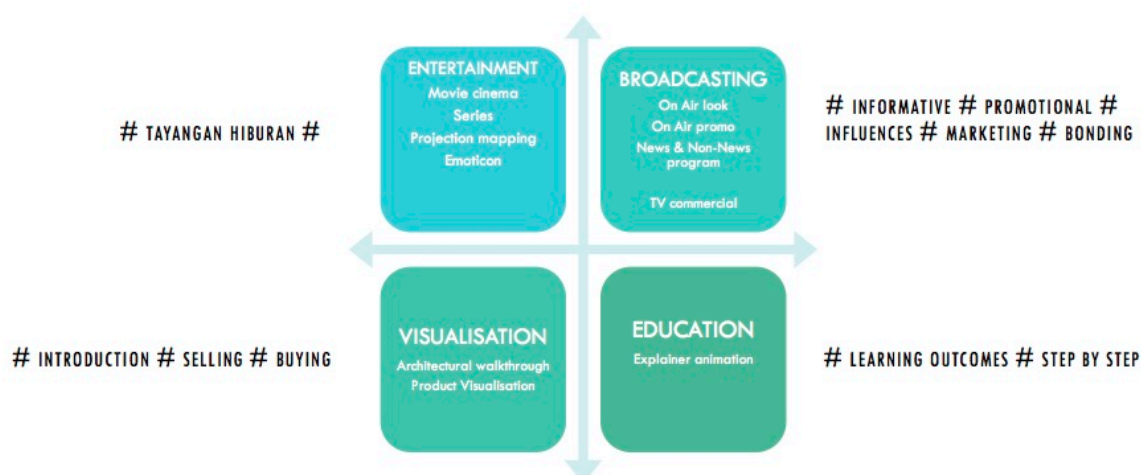 ENTERTAINMENT
Movie cinema
Series
Projection mapping
Emoticon
BROADCASTING
On Air look
On Air promo
News & Non-News
program
TV commercial
# TAYANGAN HIBURAN #
# INFORMATIVE # PROMOTIONAL #
INFLUENCES # MARKETING # BONDING
VISUALISATION
Architectural walkthrough
Product Visualisation
EDUCATION
Explainer animation
# INTRODUCTION # SELLING # BUYING
# LEARNING OUTCOMES # STEP BY STEP